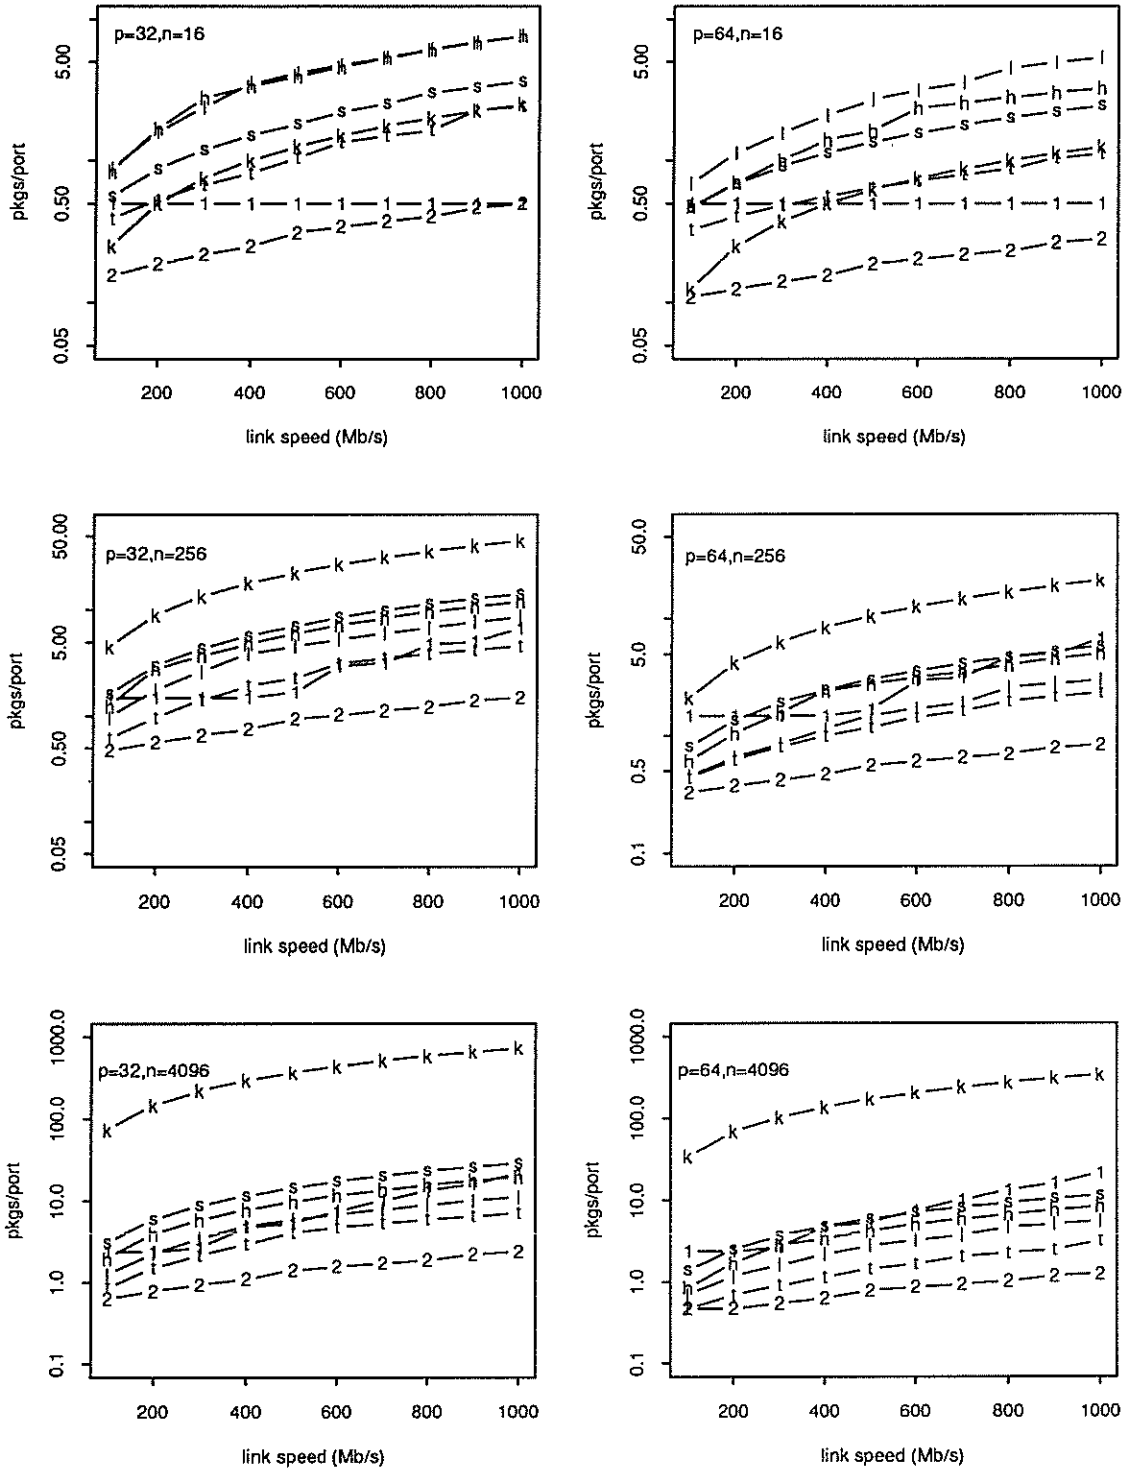 p=32,n=16
pkgs/port
5.00
0.50
0.05
200 400 600 800 1000
link speed (Mb/s)
p=64,n=16
pkgs/port
5.00
0.50
0.05
200 400 600 800 1000
link speed (Mb/s)
p=32,n=256
pkgs/port
50.00
5.00
0.50
0.05
200 400 600 800 1000
link speed (Mb/s)
p=64,n=256
pkgs/port
50.0
5.0
0.5
0.1
200 400 600 800 1000
link speed (Mb/s)
p=32,n=4096
pkgs/port
1000.0
100.0
10.0
1.0
0.1
200 400 600 800 1000
link speed (Mb/s)
p=64,n=4096
pkgs/port
1000.0
100.0
10.0
1.0
0.1
200 400 600 800 1000
link speed (Mb/s)